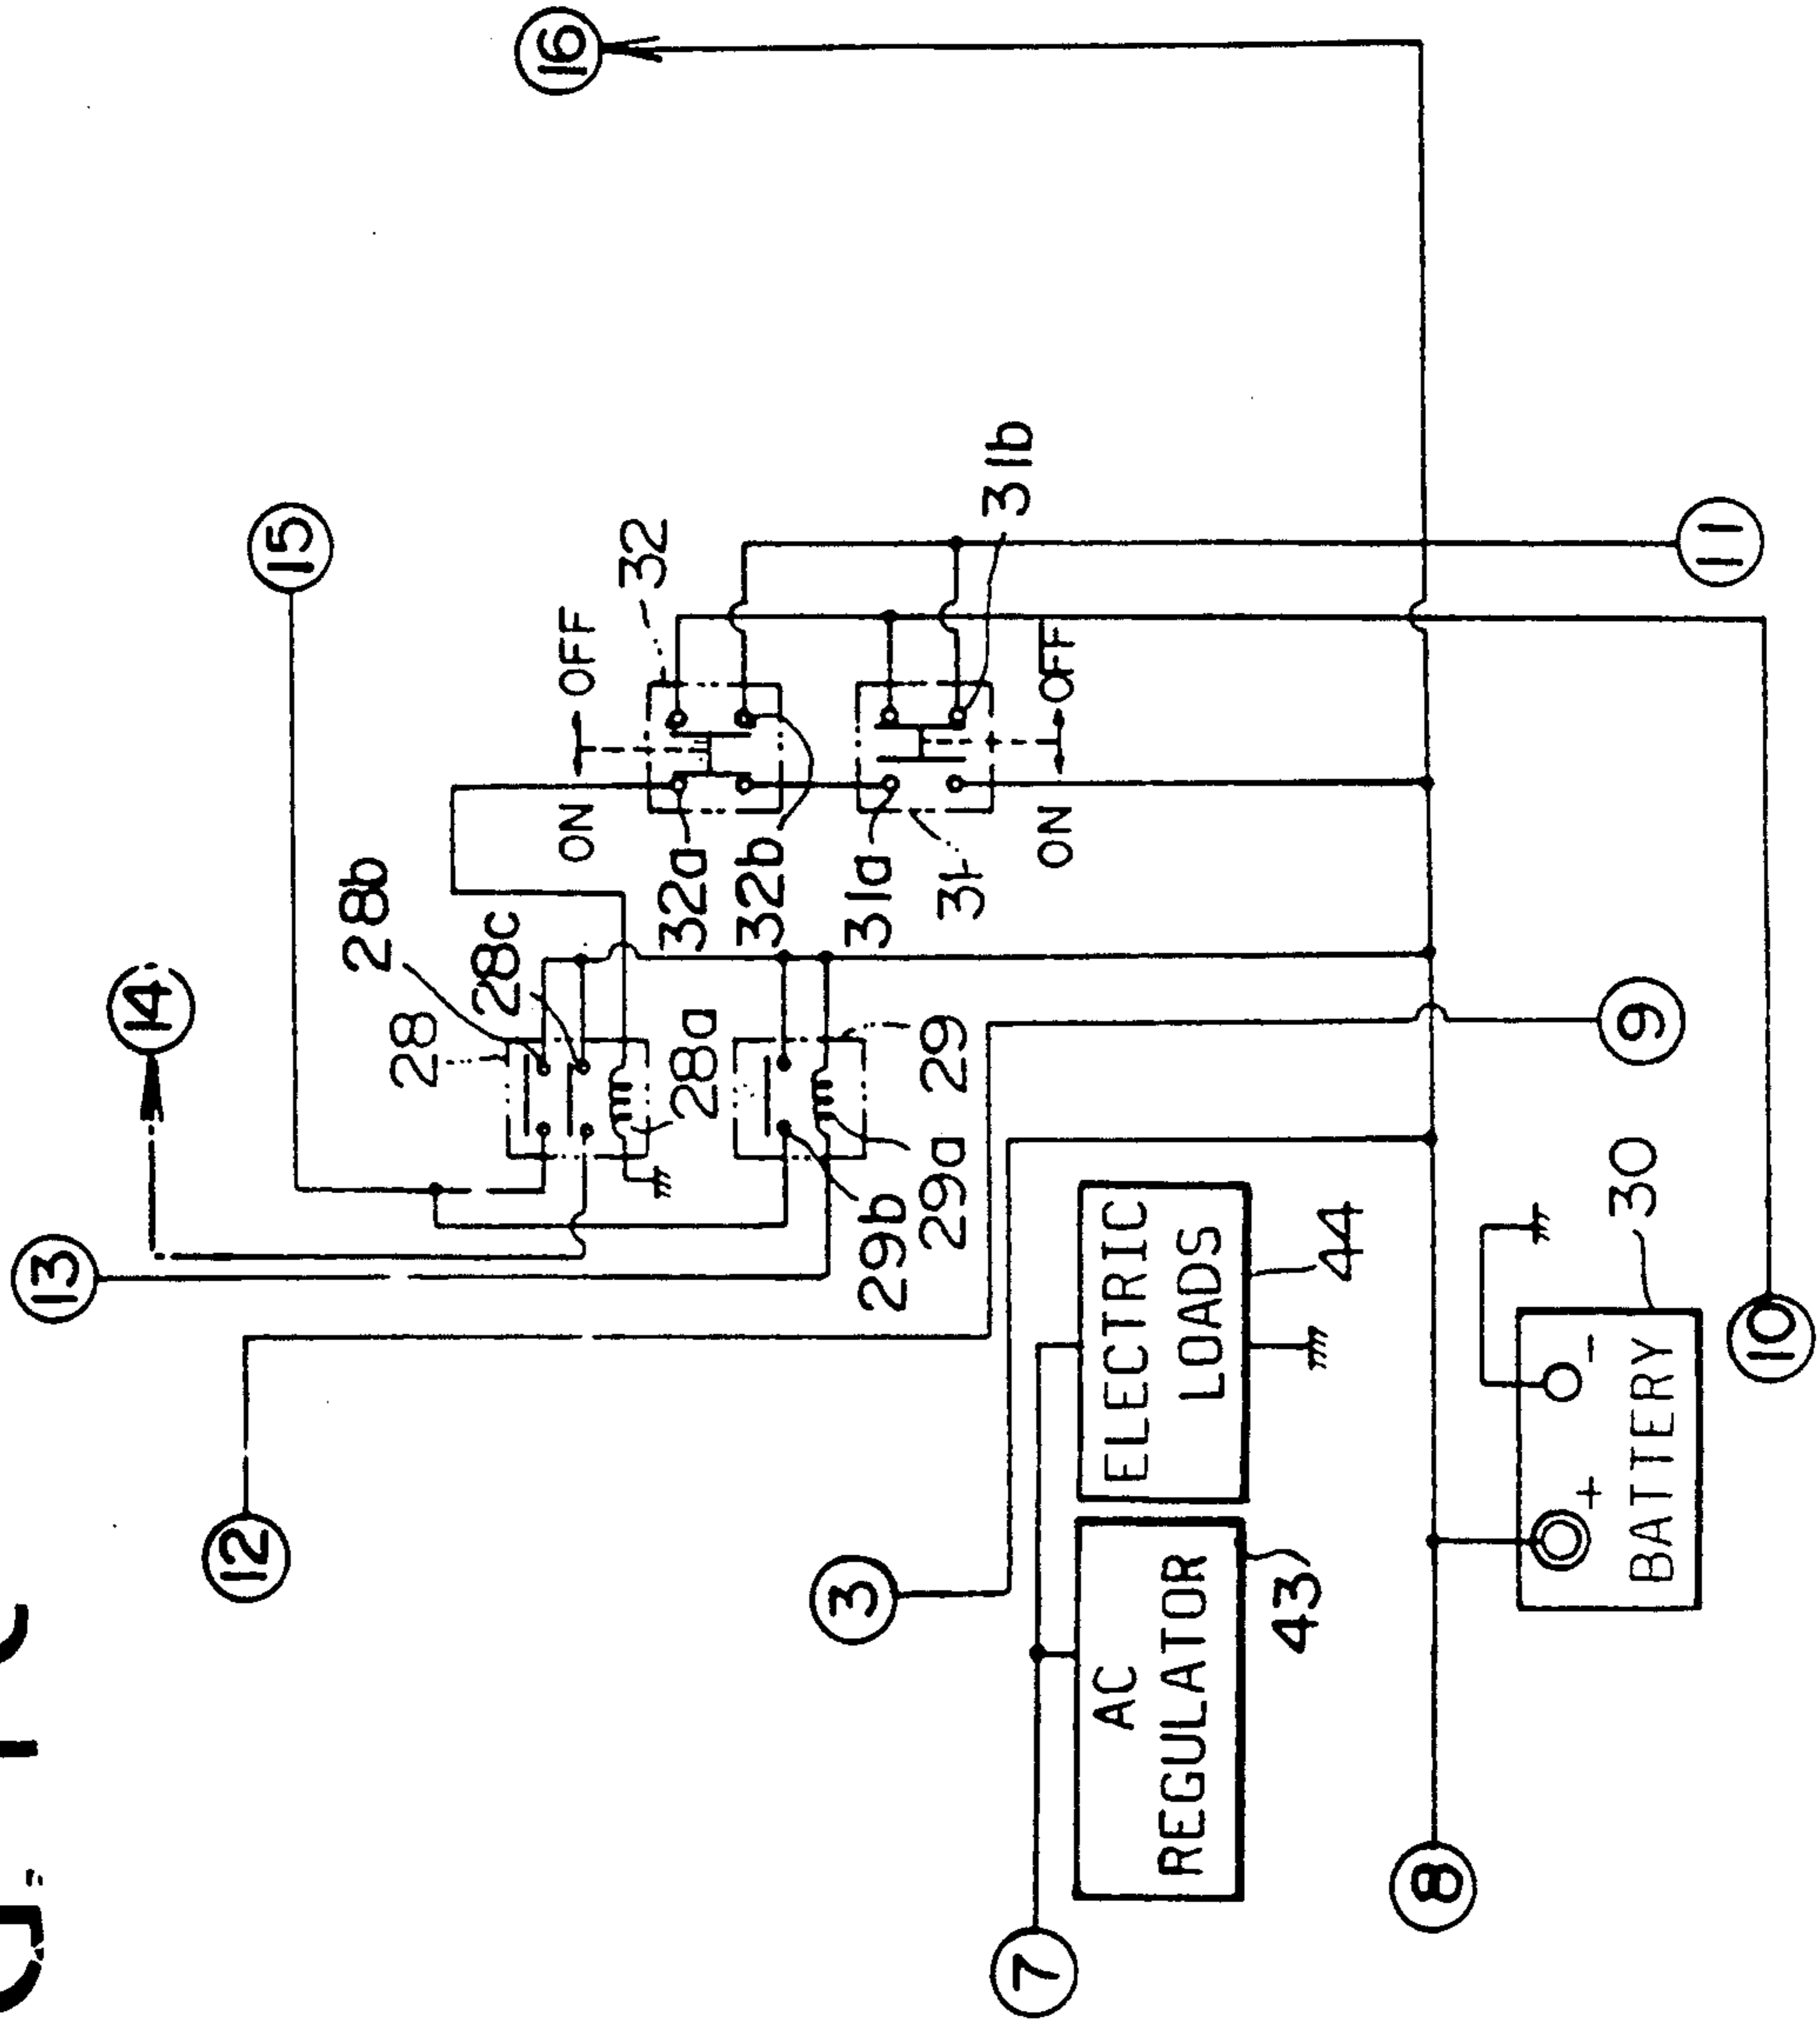 13
14
15
16
12
28b
28
28c
28a
ON
OFF
32
32a
32b
31a
31
31b
ON
OFF
29b
29a
29
3
7
AC
REGULATOR
43
ELECTRIC
LOADS
44
8
+
-
BATTERY
30
9
10
11